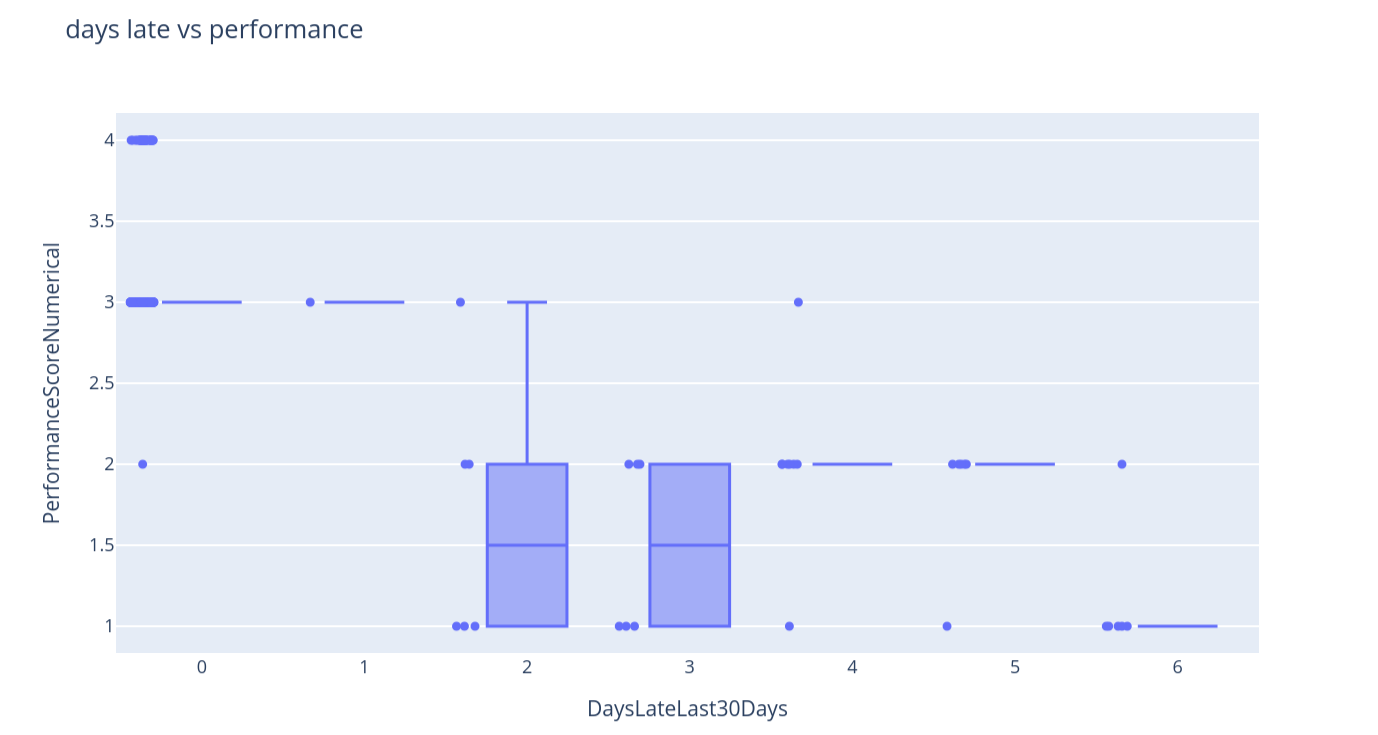 days late vs performance
PerformanceScoreNumerical
4
3.5
3
2.5
2
1.5
1
0 1 2 3 4 5 6
DaysLateLast30Days